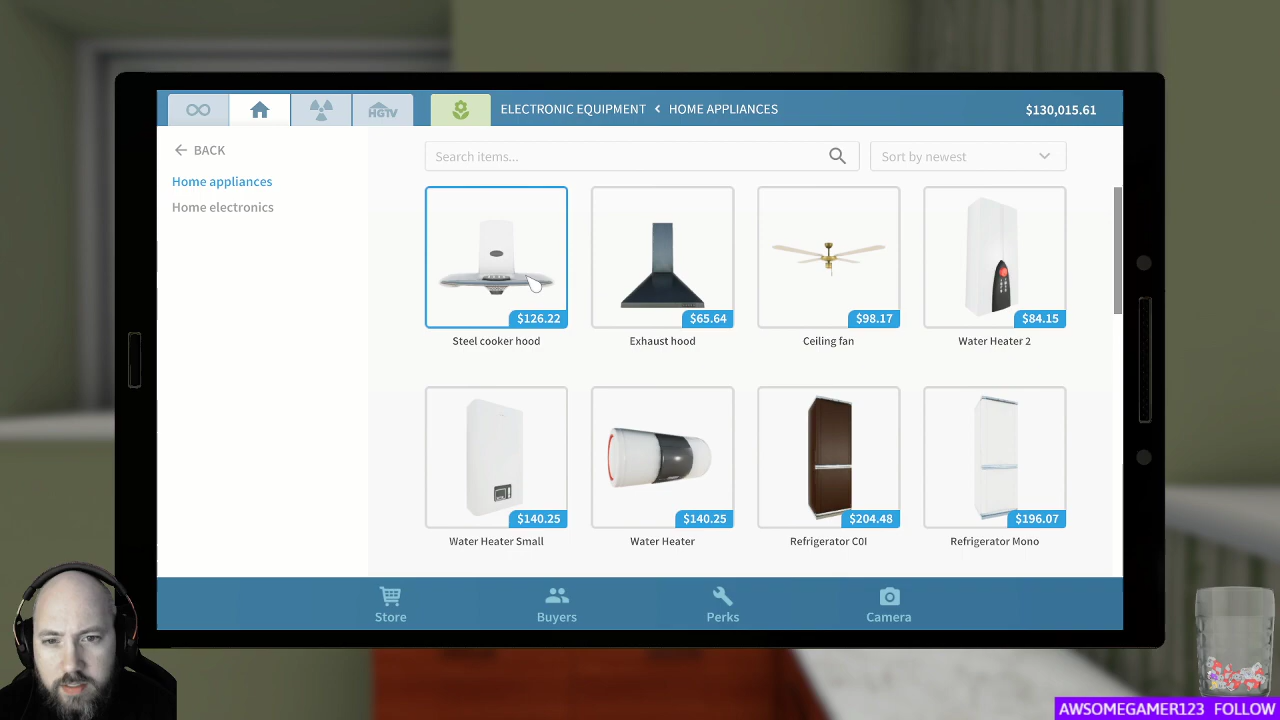 HGTV
ELECTRONIC EQUIPMENT < HOME APPLIANCES
$130,015.61
BACK
Home appliances
Home electronics
Search items...
Sort by newest
$126.22
$65.64
$98.17
$84.15
Steel cooker hood
Exhaust hood
Ceiling fan
Water Heater 2
$140.25
$140.25
$204.48
$196.07
Water Heater Small
Water Heater
Refrigerator C01
Refrigerator Mono
Store
Buyers
Perks
Camera
AWSOMEGAMER123 FOLLOW